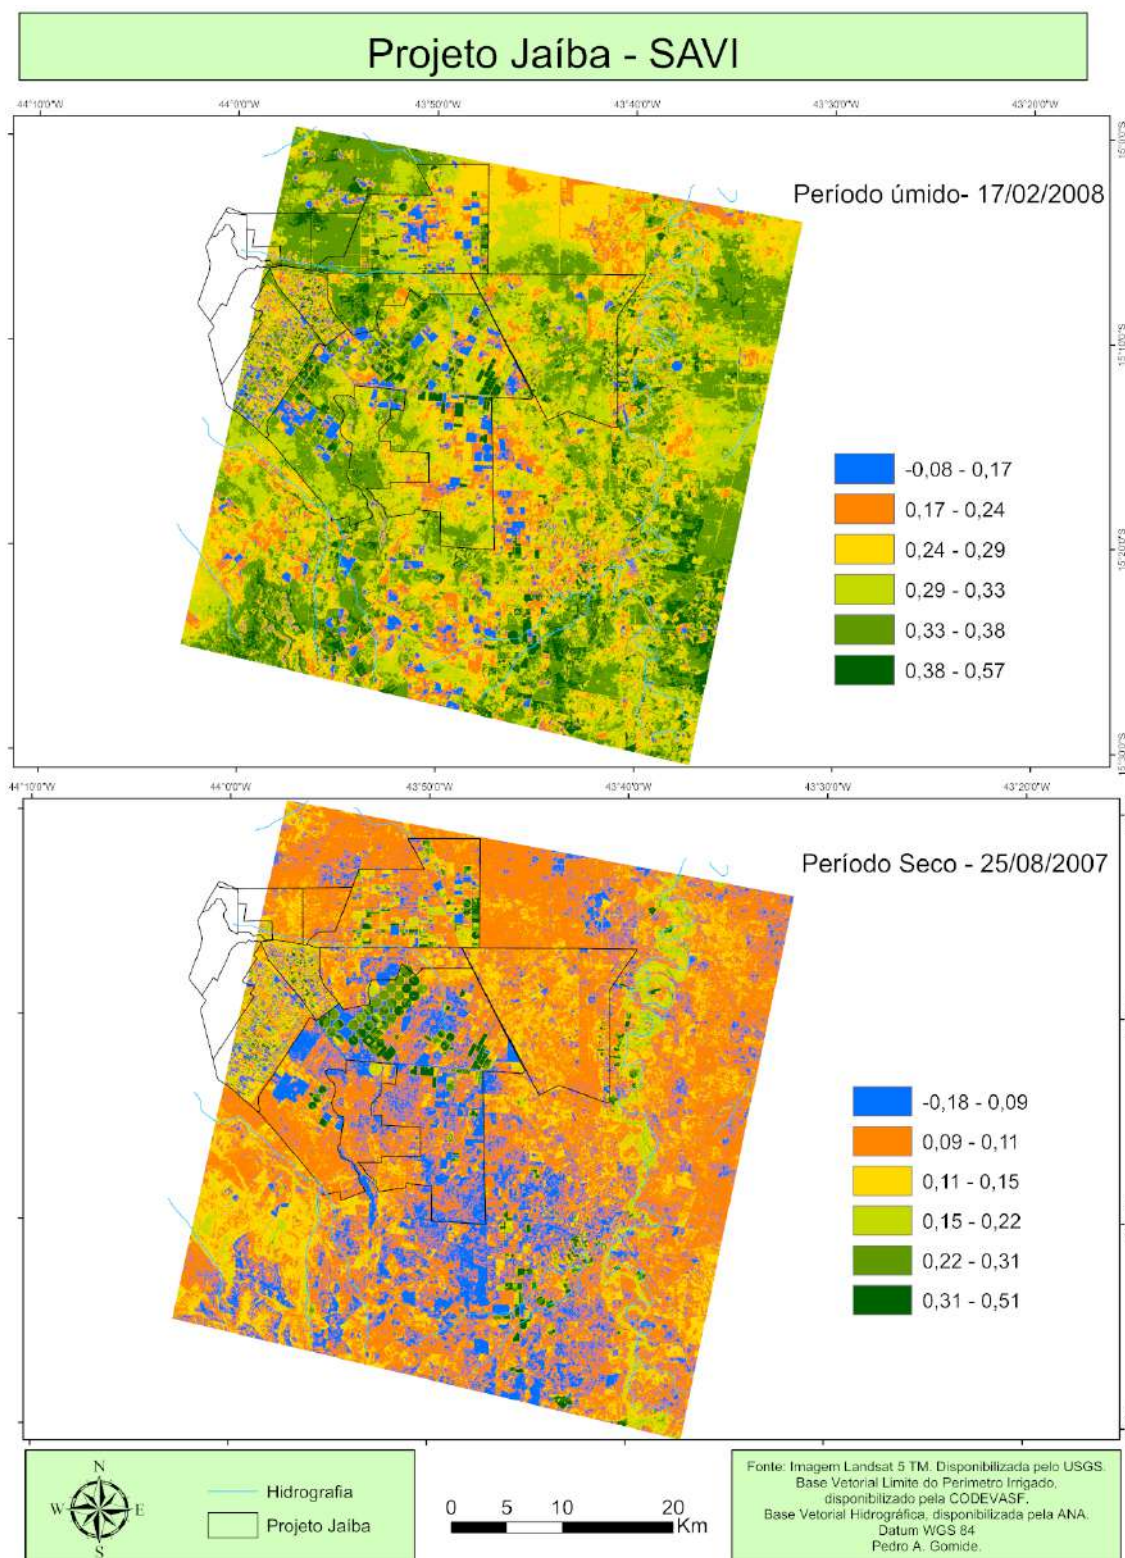 Projeto Jaíba - SAVI
44°10'0"W 44°0'0"W 43°50'0"W 43°40'0"W 43°30'0"W 43°20'0"W
15°0'0"S
Período úmido- 17/02/2008
15°10'0"S
-0,08 - 0,17
0,17 - 0,24
0,24 - 0,29
15°20'0"S
0,29 - 0,33
0,33 - 0,38
0,38 - 0,57
15°30'0"S
44°10'0"W 44°0'0"W 43°50'0"W 43°40'0"W 43°30'0"W 43°20'0"W
Período Seco - 25/08/2007
-0,18 - 0,09
0,09 - 0,11
0,11 - 0,15
0,15 - 0,22
0,22 - 0,31
0,31 - 0,51
N
W E
S
Hidrografia
Projeto Jaíba
0 5 10 20
Km
Fonte: Imagem Landsat 5 TM. Disponibilizada pelo USGS.
Base Vetorial Limite do Perimetro Irrigado,
disponibilizado pela CODEVASF.
Base Vetorial Hidrográfica, disponibilizada pela ANA.
Datum WGS 84
Pedro A. Gomide.